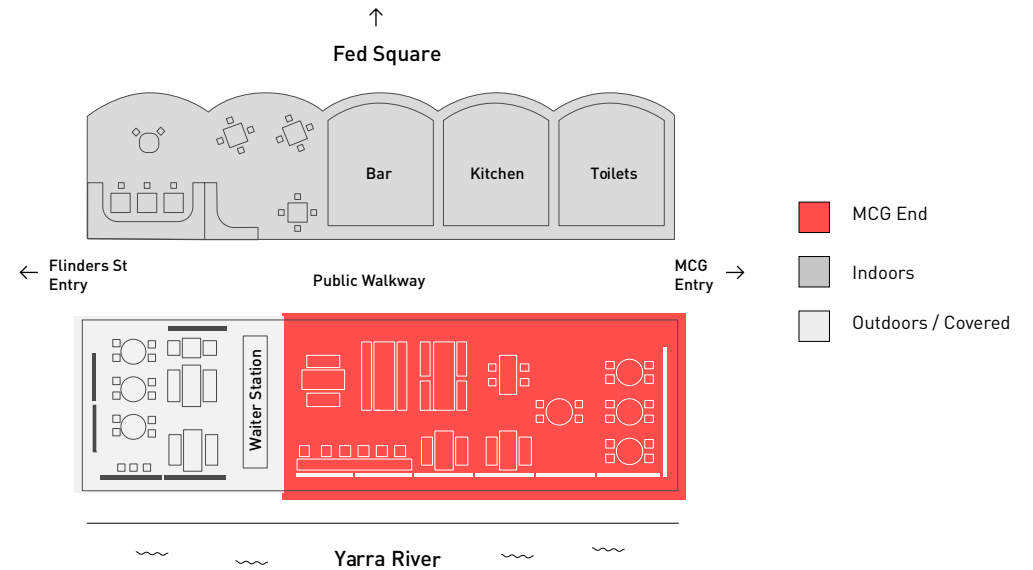 Fed Square
Bar
Kitchen
Toilets
MCG End
Flinders St
Entry
Public Walkway
MCG
Entry
Indoors
Outdoors / Covered
Waiter Station
Yarra River